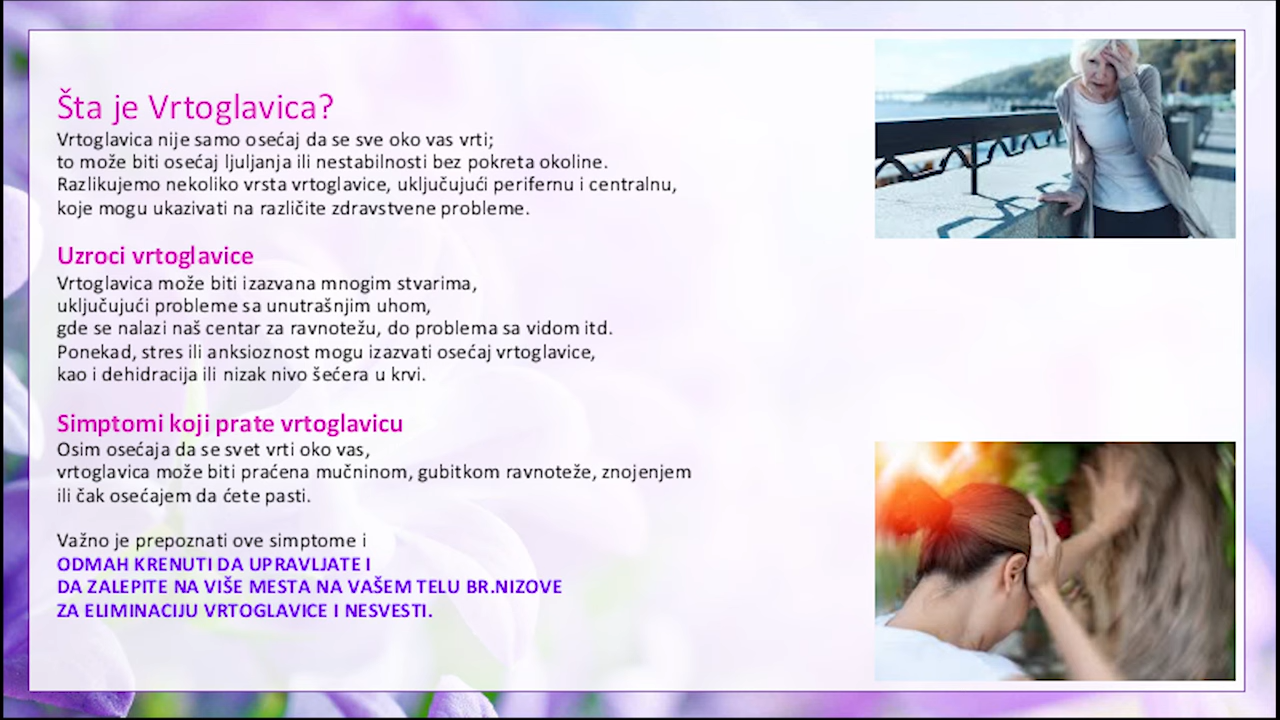 Šta je Vrtoglavica?
Vrtoglavica nije samo osećaj da se sve oko vas vrti;
to može biti osećaj ljuljanja ili nestabilnosti bez pokreta okoline.
Razlikujemo nekoliko vrsta vrtoglavice, uključujući perifernu i centralnu,
koje mogu ukazivati na različite zdravstvene probleme.
Uzroci vrtoglavice
Vrtoglavica može biti izazvana mnogim stvarima,
uključujući probleme sa unutrašnjim uhom,
gde se nalazi naš centar za ravnotežu, do problema sa vidom itd.
Ponekad, stres ili anksioznost mogu izazvati osećaj vrtoglavice,
kao i dehidracija ili nizak nivo šećera u krvi.
Simptomi koji prate vrtoglavicu
Osim osećaja da se svet vrti oko vas,
vrtoglavica može biti praćena mučninom, gubitkom ravnoteže, znojenjem
ili čak osećajem da ćete pasti.
Važno je prepoznati ove simptome i
ODMAH KRENUTI DA UPRAVLJATE I
DA ZALEPITE NA VIŠE MESTA NA VAŠEM TELU BR.NIZOVE
ZA ELIMINACIJU VRTOGLAVICE I NESVESTI.